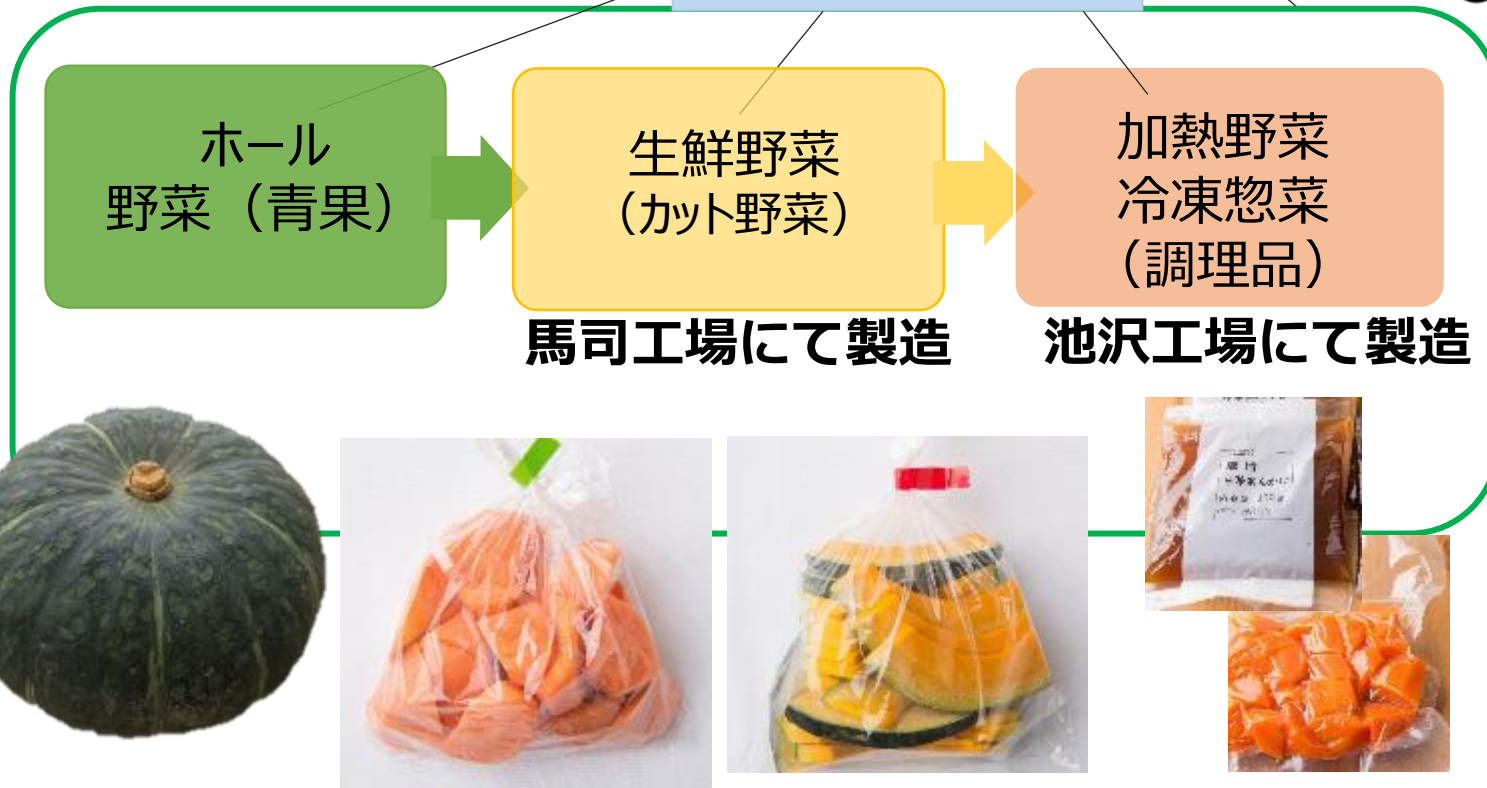 ホール
野菜（青果）
生鮮野菜
（カット野菜）
加熱野菜
冷凍惣菜
（調理品）
馬司工場にて製造
池沢工場にて製造